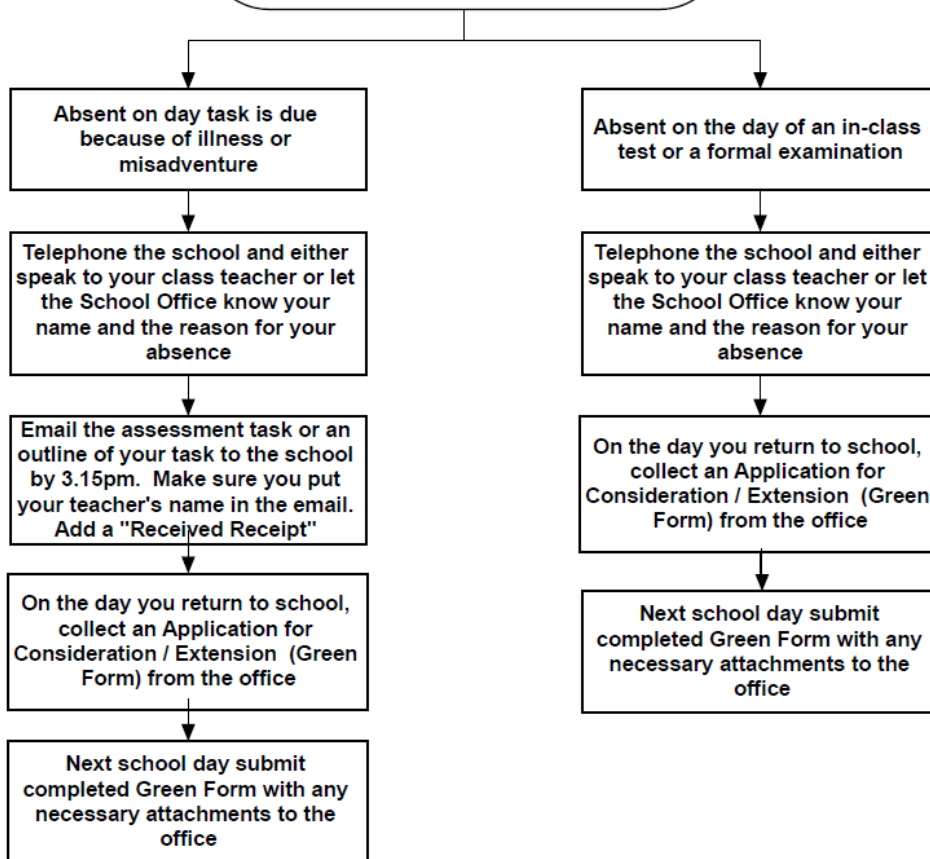 Absent on day task is due
because of illness or
misadventure
Telephone the school and either
speak to your class teacher or let
the School Office know your
name and the reason for your
absence
Email the assessment task or an
outline of your task to the school
by 3.15pm.  Make sure you put
your teacher's name in the email.
Add a "Received Receipt"
On the day you return to school,
collect an Application for
Consideration / Extension  (Green
Form) from the office
Next school day submit
completed Green Form with any
necessary attachments to the
office
Absent on the day of an in-class
test or a formal examination
Telephone the school and either
speak to your class teacher or let
the School Office know your
name and the reason for your
absence
On the day you return to school,
collect an Application for
Consideration / Extension  (Green
Form) from the office
Next school day submit
completed Green Form with any
necessary attachments to the
office